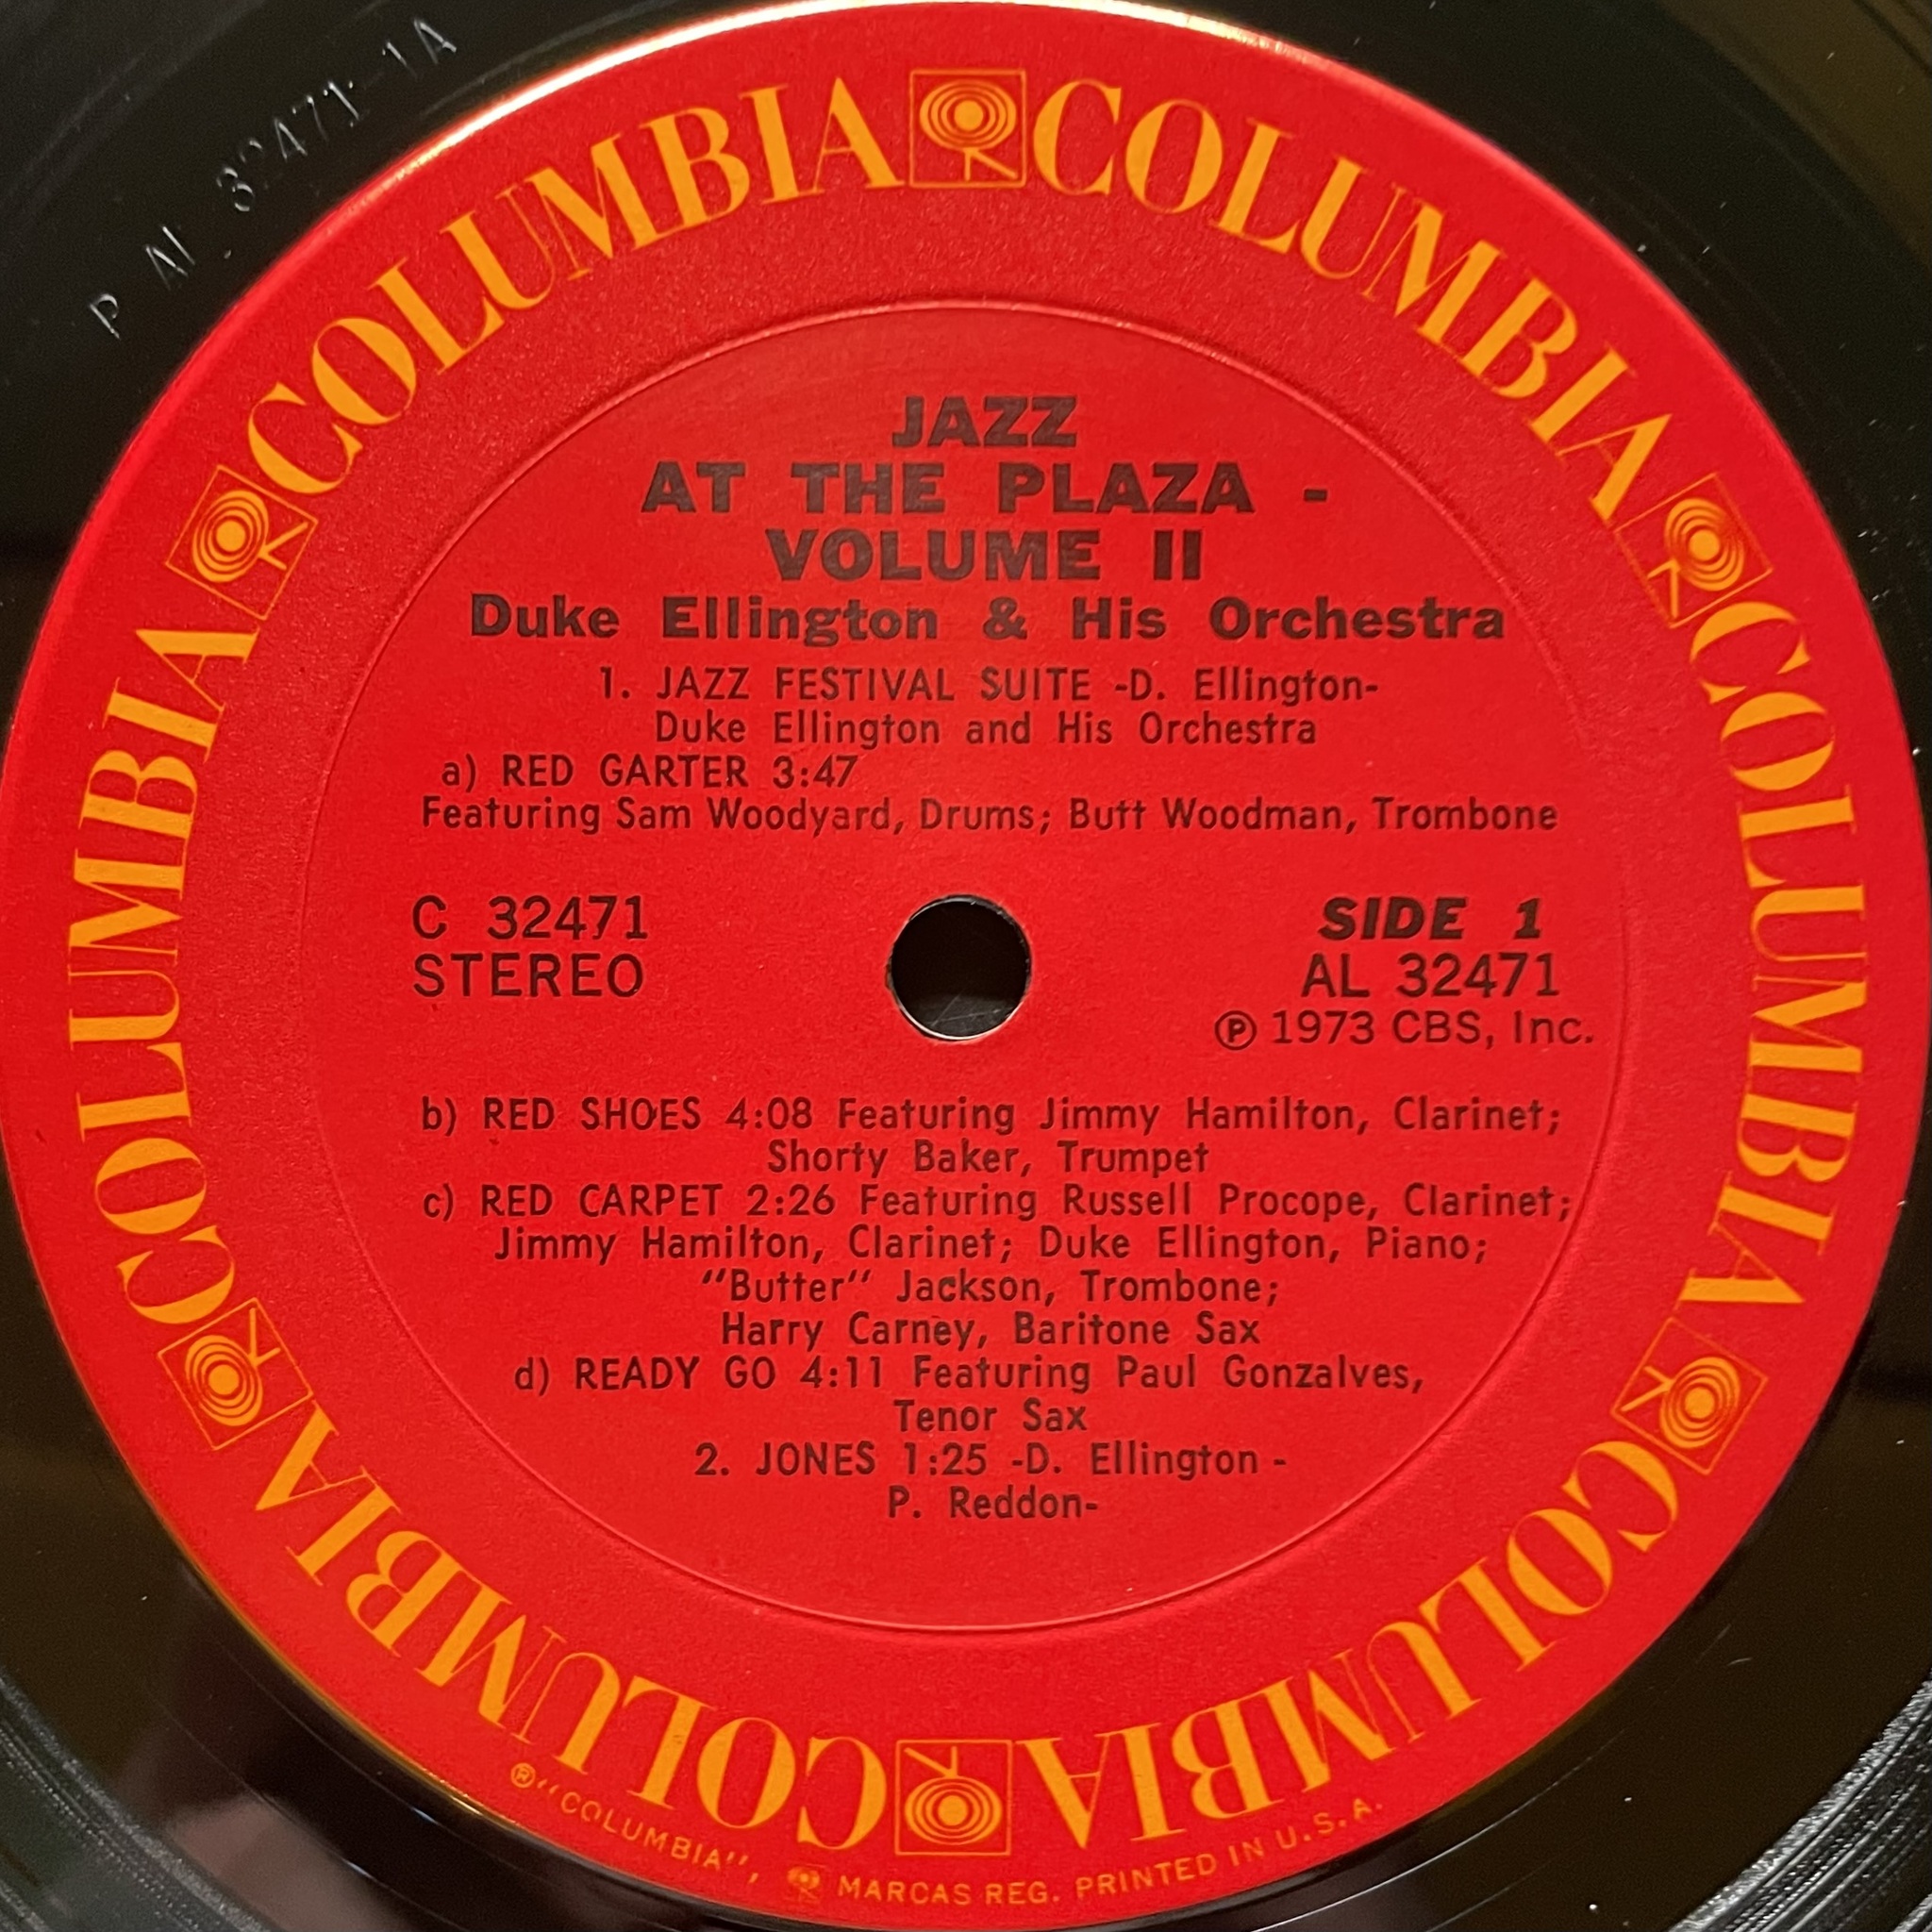 P AL 32471-1A
COLUMBIA COLUMBIA COLUMBIA COLUMBIA COLUMBIA COLUMBIA
JAZZ
AT THE PLAZA -
VOLUME II
Duke Ellington & His Orchestra
1. JAZZ FESTIVAL SUITE -D. Ellington-
Duke Ellington and His Orchestra
a) RED GARTER 3:47
Featuring Sam Woodyard, Drums; Butt Woodman, Trombone
C 32471
STEREO
SIDE 1
AL 32471
Ⓟ 1973 CBS, Inc.
b) RED SHOES 4:08 Featuring Jimmy Hamilton, Clarinet;
Shorty Baker, Trumpet
c) RED CARPET 2:26 Featuring Russell Procope, Clarinet;
Jimmy Hamilton, Clarinet; Duke Ellington, Piano;
"Butter" Jackson, Trombone;
Harry Carney, Baritone Sax
d) READY GO 4:11 Featuring Paul Gonzalves,
Tenor Sax
2. JONES 1:25 -D. Ellington -
P. Reddon-
®"COLUMBIA", MARCAS REG. PRINTED IN U.S.A.